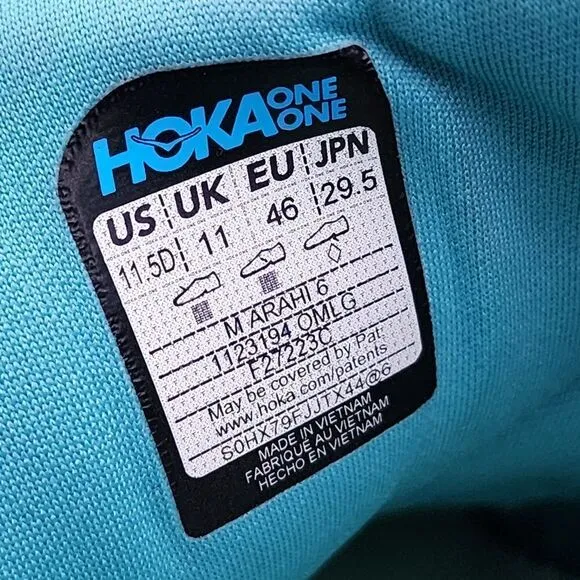 HOKA ONE ONE
US UK EU JPN
11.5D 11 46 29.5
M ARAHI 6
1123194 OMLG
F27223C
May be covered by Pat:
www.hoka.com/patents
S0HX79FJJTX44@6
MADE IN VIETNAM
FABRIQUÉ AU VIETNAM
HECHO EN VIETNAM